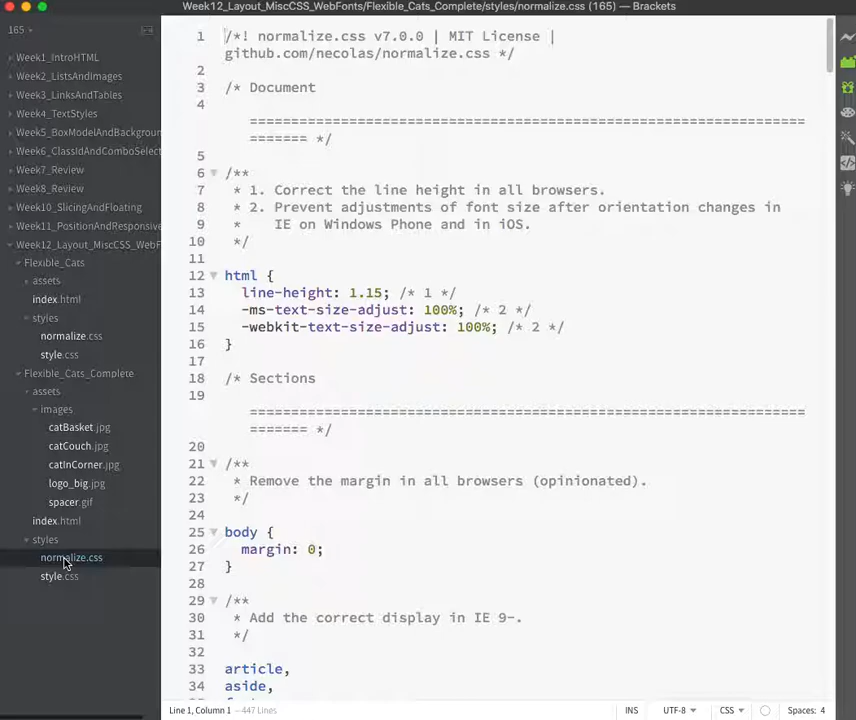 Week12_Layout_MiscCSS_WebFonts/Flexible_Cats_Complete/styles/normalize.css (165) — Brackets
165
Week1_IntroHTML
Week2_ListsAndImages
Week3_LinksAndTables
Week4_TextStyles
Week5_BoxModelAndBackgroun
Week6_ClassIdAndComboSelect
Week7_Review
Week8_Review
Week10_SlicingAndFloating
Week11_PositionAndResponsive
Week12_Layout_MiscCSS_WebF
Flexible_Cats
assets
index.html
styles
normalize.css
style.css
Flexible_Cats_Complete
assets
images
catBasket.jpg
catCouch.jpg
catInCorner.jpg
logo_big.jpg
spacer.gif
index.html
styles
normalize.css
style.css
1 /*! normalize.css v7.0.0 | MIT License |
github.com/necolas/normalize.css */
2
3 /* Document
4
===================================================================
======= */
5
6 /**
7 * 1. Correct the line height in all browsers.
8 * 2. Prevent adjustments of font size after orientation changes in
9 * IE on Windows Phone and in iOS.
10 */
11
12 html {
13 line-height: 1.15; /* 1 */
14 -ms-text-size-adjust: 100%; /* 2 */
15 -webkit-text-size-adjust: 100%; /* 2 */
16 }
17
18 /* Sections
19
===================================================================
======= */
20
21 /**
22 * Remove the margin in all browsers (opinionated).
23 */
24
25 body {
26 margin: 0;
27 }
28
29 /**
30 * Add the correct display in IE 9-.
31 */
32
33 article,
34 aside,
Line 1, Column 1 — 447 Lines
INS
UTF-8
CSS
Spaces: 4